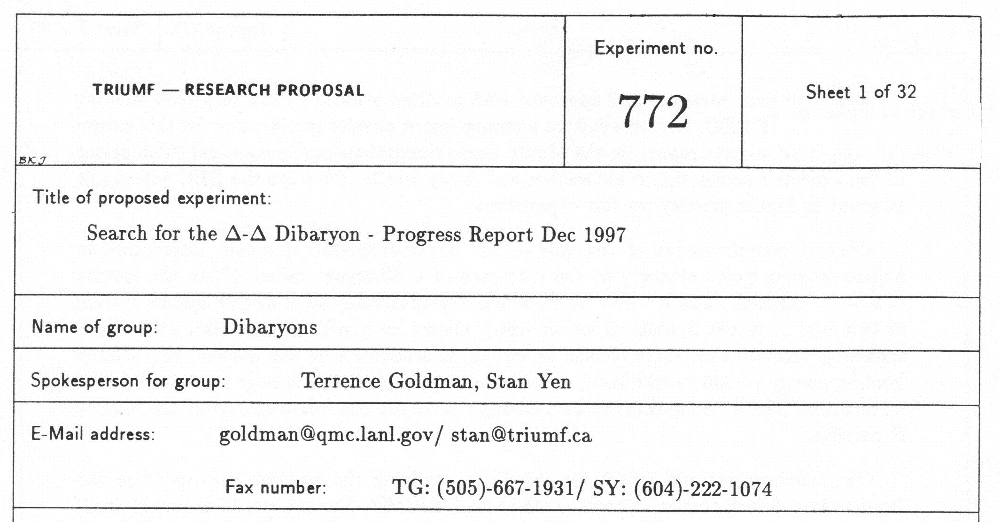 TRIUMF — RESEARCH PROPOSAL
Experiment no.
772
Sheet 1 of 32
BKJ
Title of proposed experiment:
Search for the Δ-Δ Dibaryon - Progress Report Dec 1997
Name of group: Dibaryons
Spokesperson for group: Terrence Goldman, Stan Yen
E-Mail address: goldman@qmc.lanl.gov/ stan@triumf.ca
Fax number: TG: (505)-667-1931/ SY: (604)-222-1074